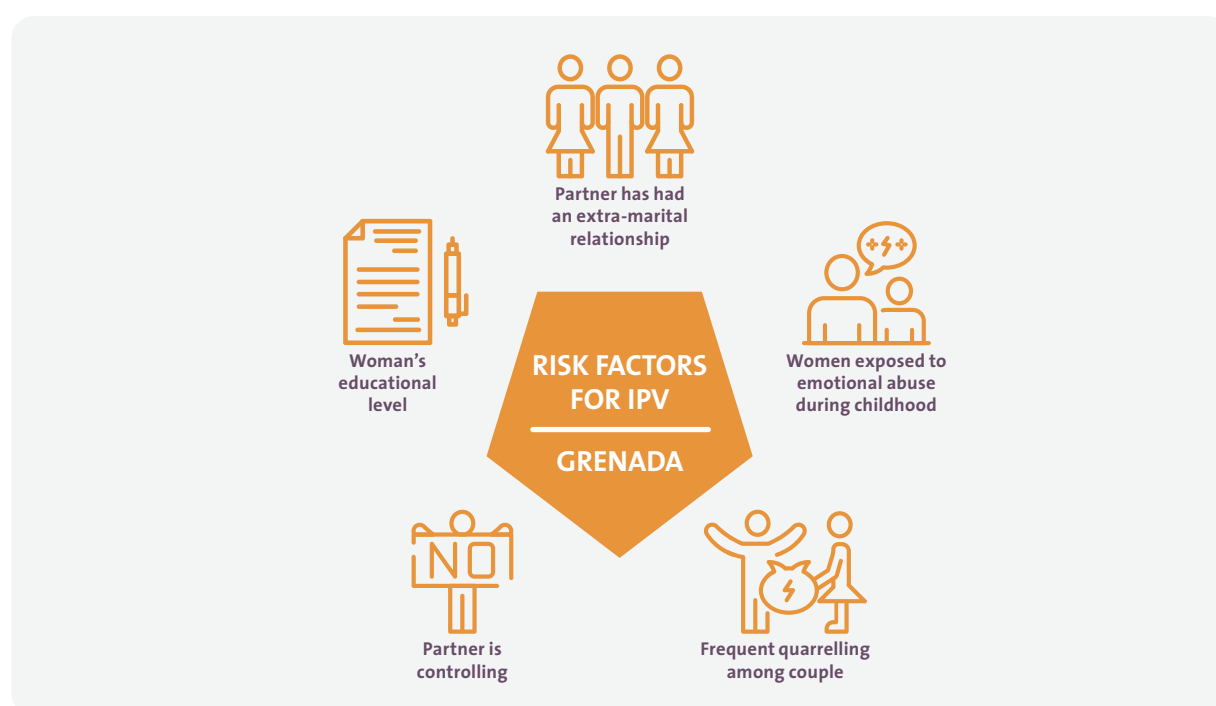 Partner has had
an extra-marital
relationship
Woman’s
educational
level
Women exposed to
emotional abuse
during childhood
RISK FACTORS
FOR IPV
GRENADA
NO
Partner is
controlling
Frequent quarrelling
among couple